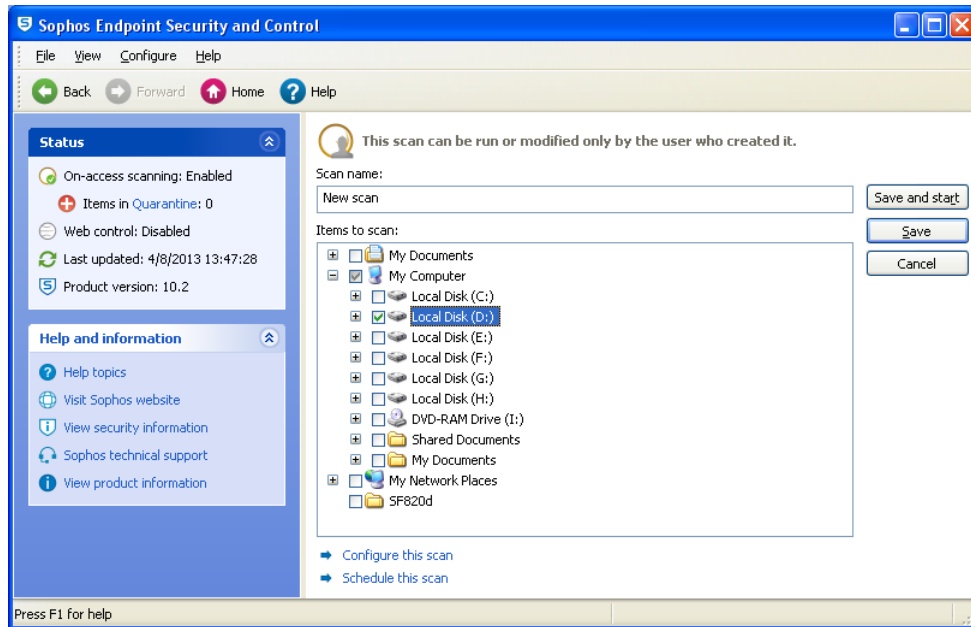 Sophos Endpoint Security and Control
File View Configure Help
Back Forward Home Help
Status
On-access scanning: Enabled
Items in Quarantine: 0
Web control: Disabled
Last updated: 4/8/2013 13:47:28
Product version: 10.2
Help and information
Help topics
Visit Sophos website
View security information
Sophos technical support
View product information
This scan can be run or modified only by the user who created it.
Scan name:
New scan
Items to scan:
My Documents
My Computer
Local Disk (C:)
Local Disk (D:)
Local Disk (E:)
Local Disk (F:)
Local Disk (G:)
Local Disk (H:)
DVD-RAM Drive (I:)
Shared Documents
My Documents
My Network Places
SF820d
Configure this scan
Schedule this scan
Save and start
Save
Cancel
Press F1 for help